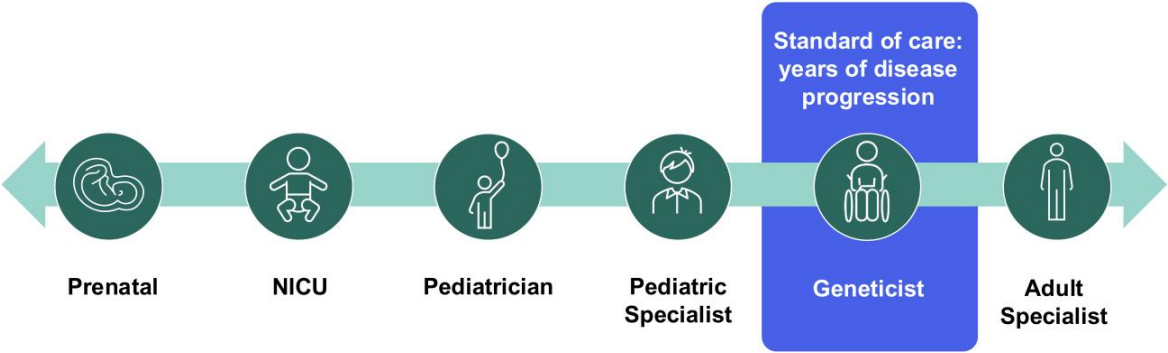 Standard of care:
years of disease
progression
Prenatal
NICU
Pediatrician
Pediatric
Specialist
Geneticist
Adult
Specialist